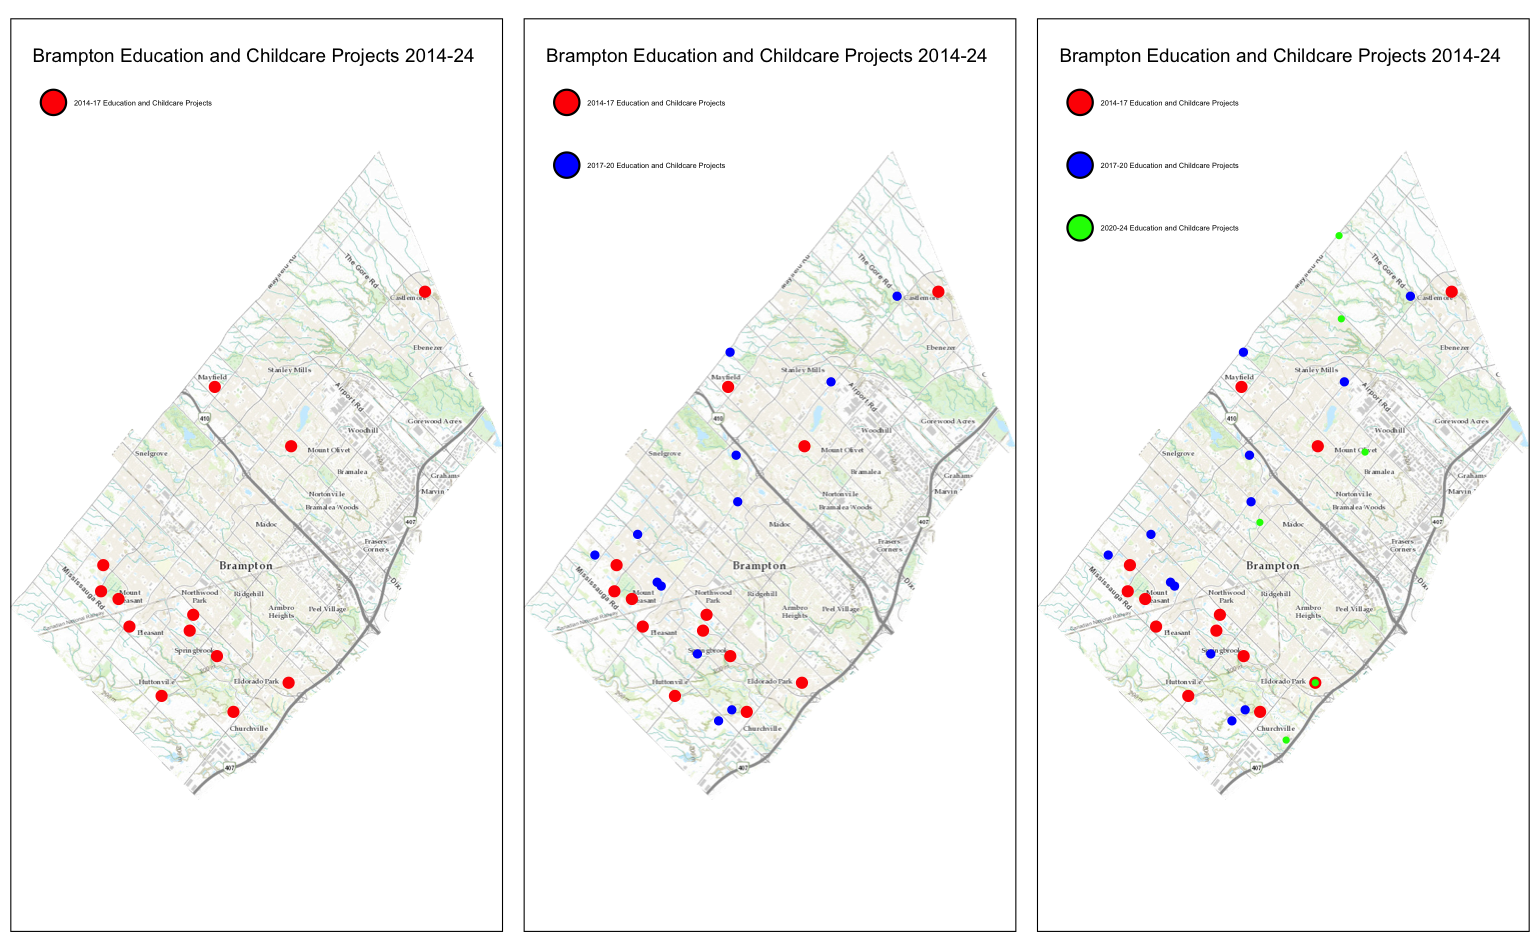 Brampton Education and Childcare Projects 2014-24
2014-17 Education and Childcare Projects
The Gore Rd
Castlemore
Ebenezer
Stanley Mills
Mayfield
Airport Rd
410
Gorewood Acres
Woodhill
Mount Olivet
Snelgrove
Bramalea
Graham
Marvin
Nortonville
Bramalea Woods
Madoc
407
Frasers
Corners
Brampton
Mississauga Rd
Mount
Pleasant
Northwood
Park
Ridgehill
Armbro
Heights
Peel Village
Canadian National Railway
Springbrook
Huttonville
Eldorado Park
Churchville
407
Brampton Education and Childcare Projects 2014-24
2014-17 Education and Childcare Projects
2017-20 Education and Childcare Projects
The Gore Rd
Castlemore
Ebenezer
Stanley Mills
Mayfield
Airport Rd
410
Gorewood Acres
Woodhill
Mount Olivet
Snelgrove
Bramalea
Grahams
Marvin
Nortonville
Bramalea Woods
Madoc
407
Frasers
Corners
Brampton
Mississauga Rd
Mount
Pleasant
Northwood
Park
Ridgehill
Armbro
Heights
Peel Village
Canadian National Railway
Springbrook
Huttonville
Eldorado Park
Churchville
407
Brampton Education and Childcare Projects 2014-24
2014-17 Education and Childcare Projects
2017-20 Education and Childcare Projects
2020-24 Education and Childcare Projects
The Gore Rd
Castlemore
Ebenezer
Stanley Mills
Mayfield
Airport Rd
410
Gorewood Acres
Woodhill
Mount Olivet
Snelgrove
Bramalea
Grahams
Marvin
Nortonville
Bramalea Woods
Madoc
407
Frasers
Corners
Brampton
Mississauga Rd
Mount
Pleasant
Northwood
Park
Ridgehill
Armbro
Heights
Peel Village
Canadian National Railway
Springbrook
Huttonville
Eldorado Park
Churchville
407